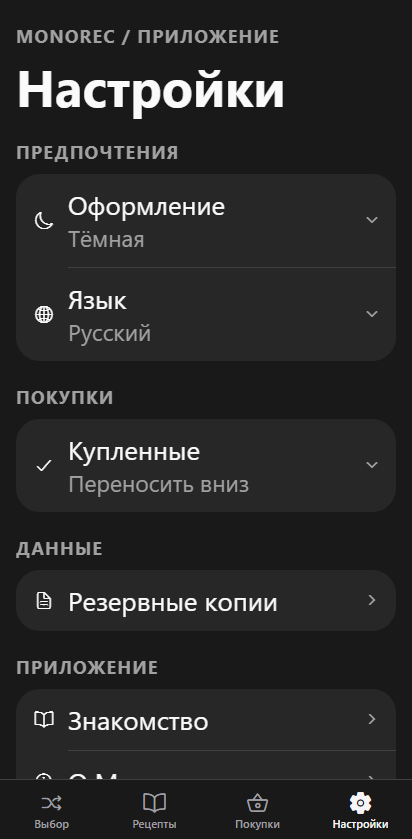 MONOREC / ПРИЛОЖЕНИЕ
Настройки
ПРЕДПОЧТЕНИЯ
Оформление
Тёмная
Язык
Русский
ПОКУПКИ
Купленные
Переносить вниз
ДАННЫЕ
Резервные копии
ПРИЛОЖЕНИЕ
Знакомство
Выбор
Рецепты
Покупки
Настройки